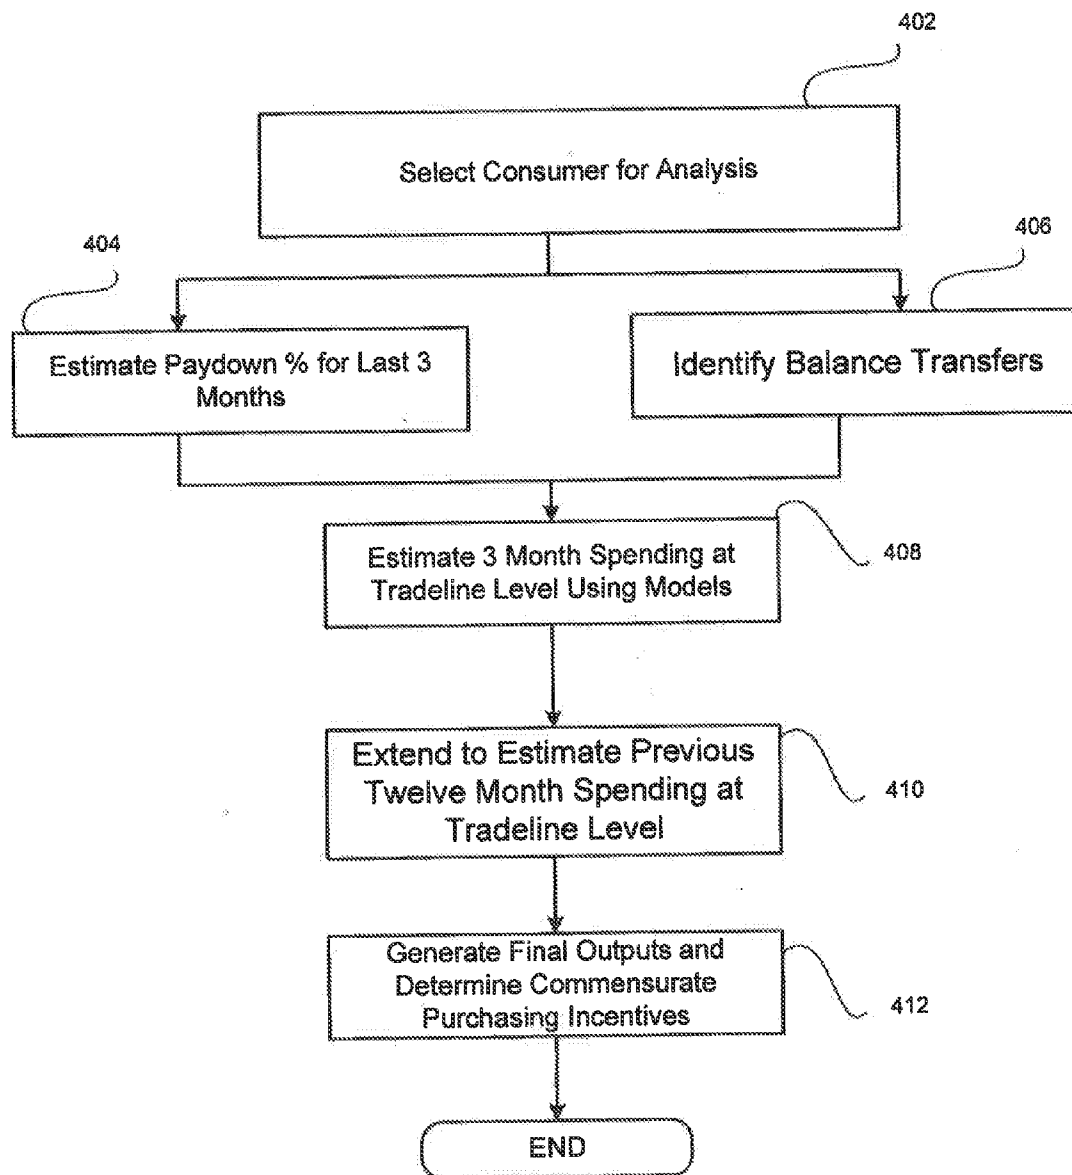 402
Select Consumer for Analysis
404
406
Estimate Paydown % for Last 3
Months
Identify Balance Transfers
Estimate 3 Month Spending at
Tradeline Level Using Models
408
Extend to Estimate Previous
Twelve Month Spending at
Tradeline Level
410
Generate Final Outputs and
Determine Commensurate
Purchasing Incentives
412
END